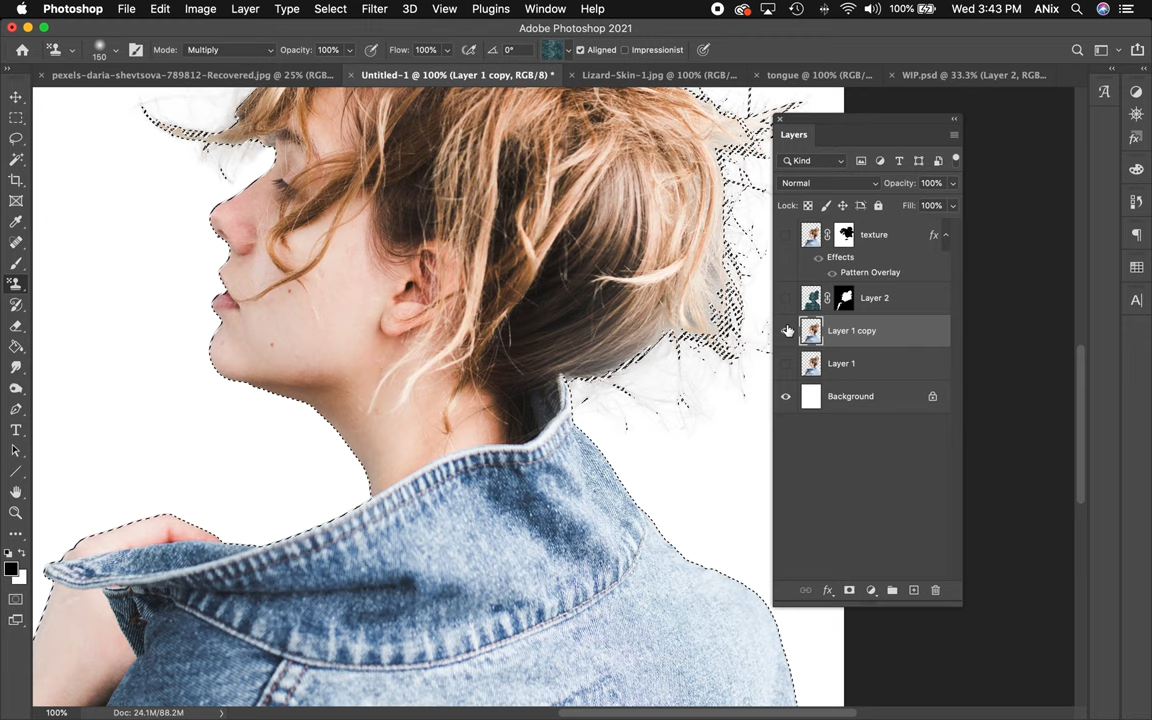 Photoshop File Edit Image Layer Type Select Filter 3D View Plugins Window Help 100% Wed 3:43 PM ANix
Adobe Photoshop 2021
150 Mode: Multiply Opacity: 100% Flow: 100% 0° Aligned Impressionist
pexels-daria-shevtsova-789812-Recovered.jpg @ 25% (RGB... Untitled-1 @ 100% (Layer 1 copy, RGB/8) * Lizard-Skin-1.jpg @ 100% (RGB/... tongue @ 100% (RGB/... WIP.psd @ 33.3% (Layer 2, RGB...
Layers
Kind
Normal Opacity: 100%
Lock: Fill: 100%
texture fx
Effects
Pattern Overlay
Layer 2
Layer 1 copy
Layer 1
Background
fx
100% Doc: 24.1M/88.2M